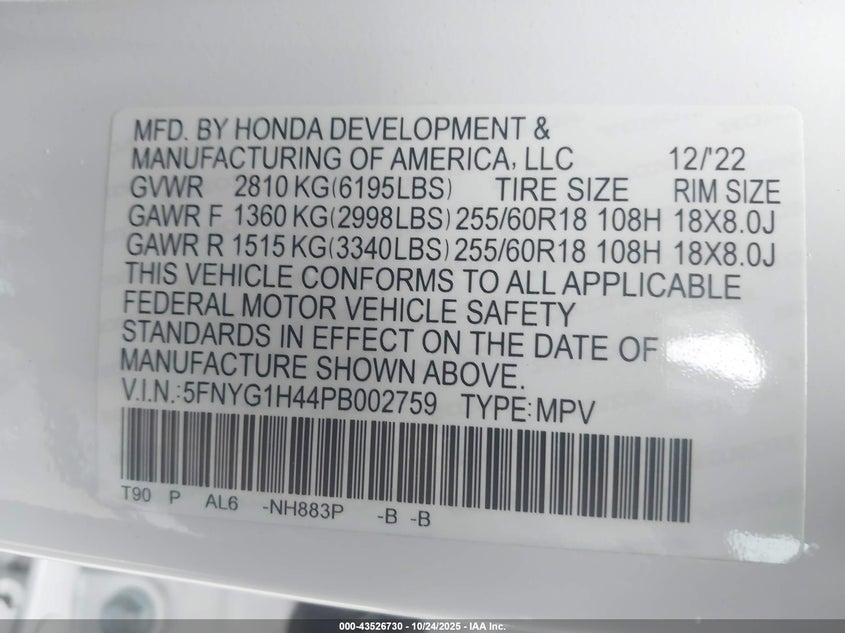 MFD. BY HONDA DEVELOPMENT &
MANUFACTURING OF AMERICA, LLC 12/'22
GVWR 2810 KG(6195LBS) TIRE SIZE RIM SIZE
GAWR F 1360 KG(2998LBS) 255/60R18 108H 18X8.0J
GAWR R 1515 KG(3340LBS) 255/60R18 108H 18X8.0J
THIS VEHICLE CONFORMS TO ALL APPLICABLE
FEDERAL MOTOR VEHICLE SAFETY
STANDARDS IN EFFECT ON THE DATE OF
MANUFACTURE SHOWN ABOVE.
V.I.N.:5FNYG1H44PB002759 TYPE:MPV
T90 P AL6 -NH883P -B -B
000-43526730 - 10/24/2025 - IAA Inc.